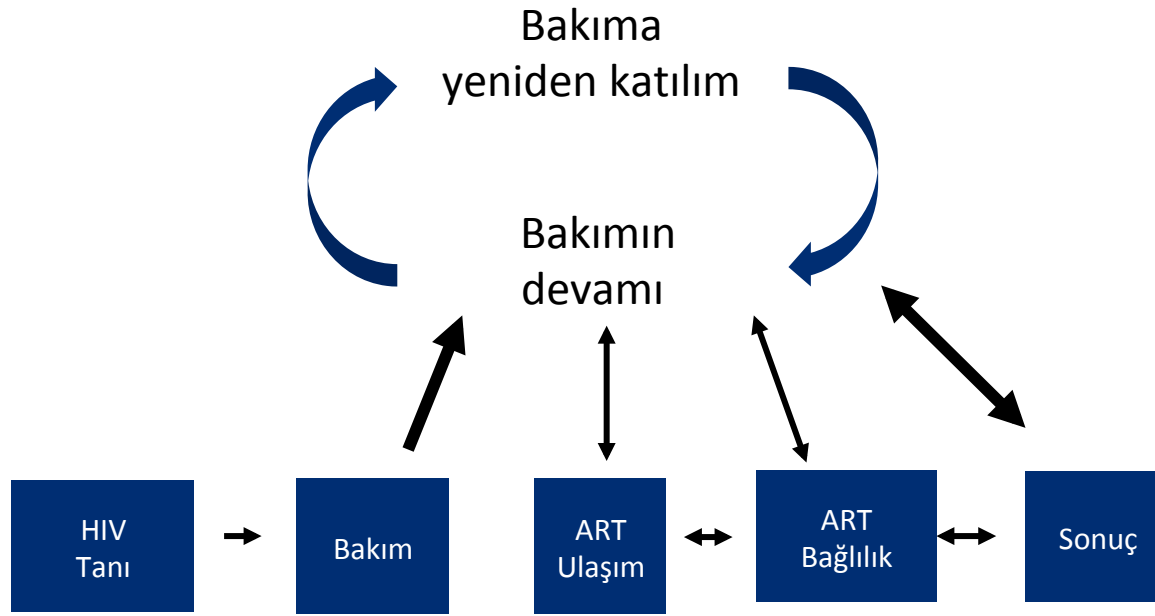 Bakıma
yeniden katılım
Bakımın
devamı
HIV
Tanı
Bakım
ART
Ulaşım
ART
Bağlılık
Sonuç